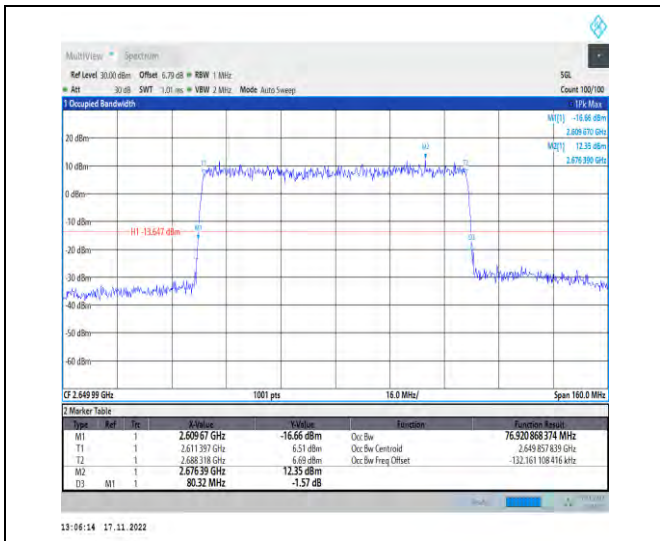 MultiView Spectrum
Ref Level 30.00 dBm Offset 6.79 dB RBW 1 MHz SGL
Att 30 dB SWT 1.01 ms VBW 2 MHz Mode Auto Sweep Count 100/100
1 Occupied Bandwidth 1Pk Max
M1[1] -16.66 dBm
2.609 670 GHz
M2[1] 12.35 dBm
2.676 390 GHz
20 dBm
T1 M2 T2
10 dBm
0 dBm
-10 dBm
H1 -13.647 dBm
M1 D3
-20 dBm
-30 dBm
-40 dBm
-50 dBm
-60 dBm
CF 2.649 99 GHz 1001 pts 16.0 MHz/ Span 160.0 MHz
2 Marker Table
Type Ref Trc X-Value Y-Value Function Function Result
M1 1 2.609 67 GHz -16.66 dBm Occ Bw 76.920 868 374 MHz
T1 1 2.611 397 GHz 6.51 dBm Occ Bw Centroid 2.649 857 839 GHz
T2 1 2.688 318 GHz 6.69 dBm Occ Bw Freq Offset -132.161 108 416 kHz
M2 1 2.676 39 GHz 12.35 dBm
D3 M1 1 80.32 MHz -1.57 dB
13:06:14 17.11.2022